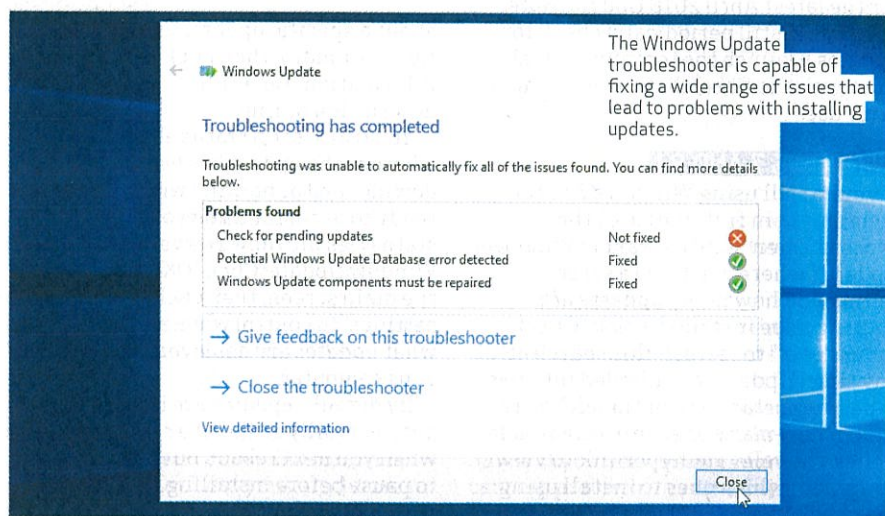 The Windows Update
troubleshooter is capable of
fixing a wide range of issues that
lead to problems with installing
updates.
Windows Update
Troubleshooting has completed
Troubleshooting was unable to automatically fix all of the issues found. You can find more details
below.
Problems found
Check for pending updates Not fixed
Potential Windows Update Database error detected Fixed
Windows Update components must be repaired Fixed
→ Give feedback on this troubleshooter
→ Close the troubleshooter
View detailed information
Close